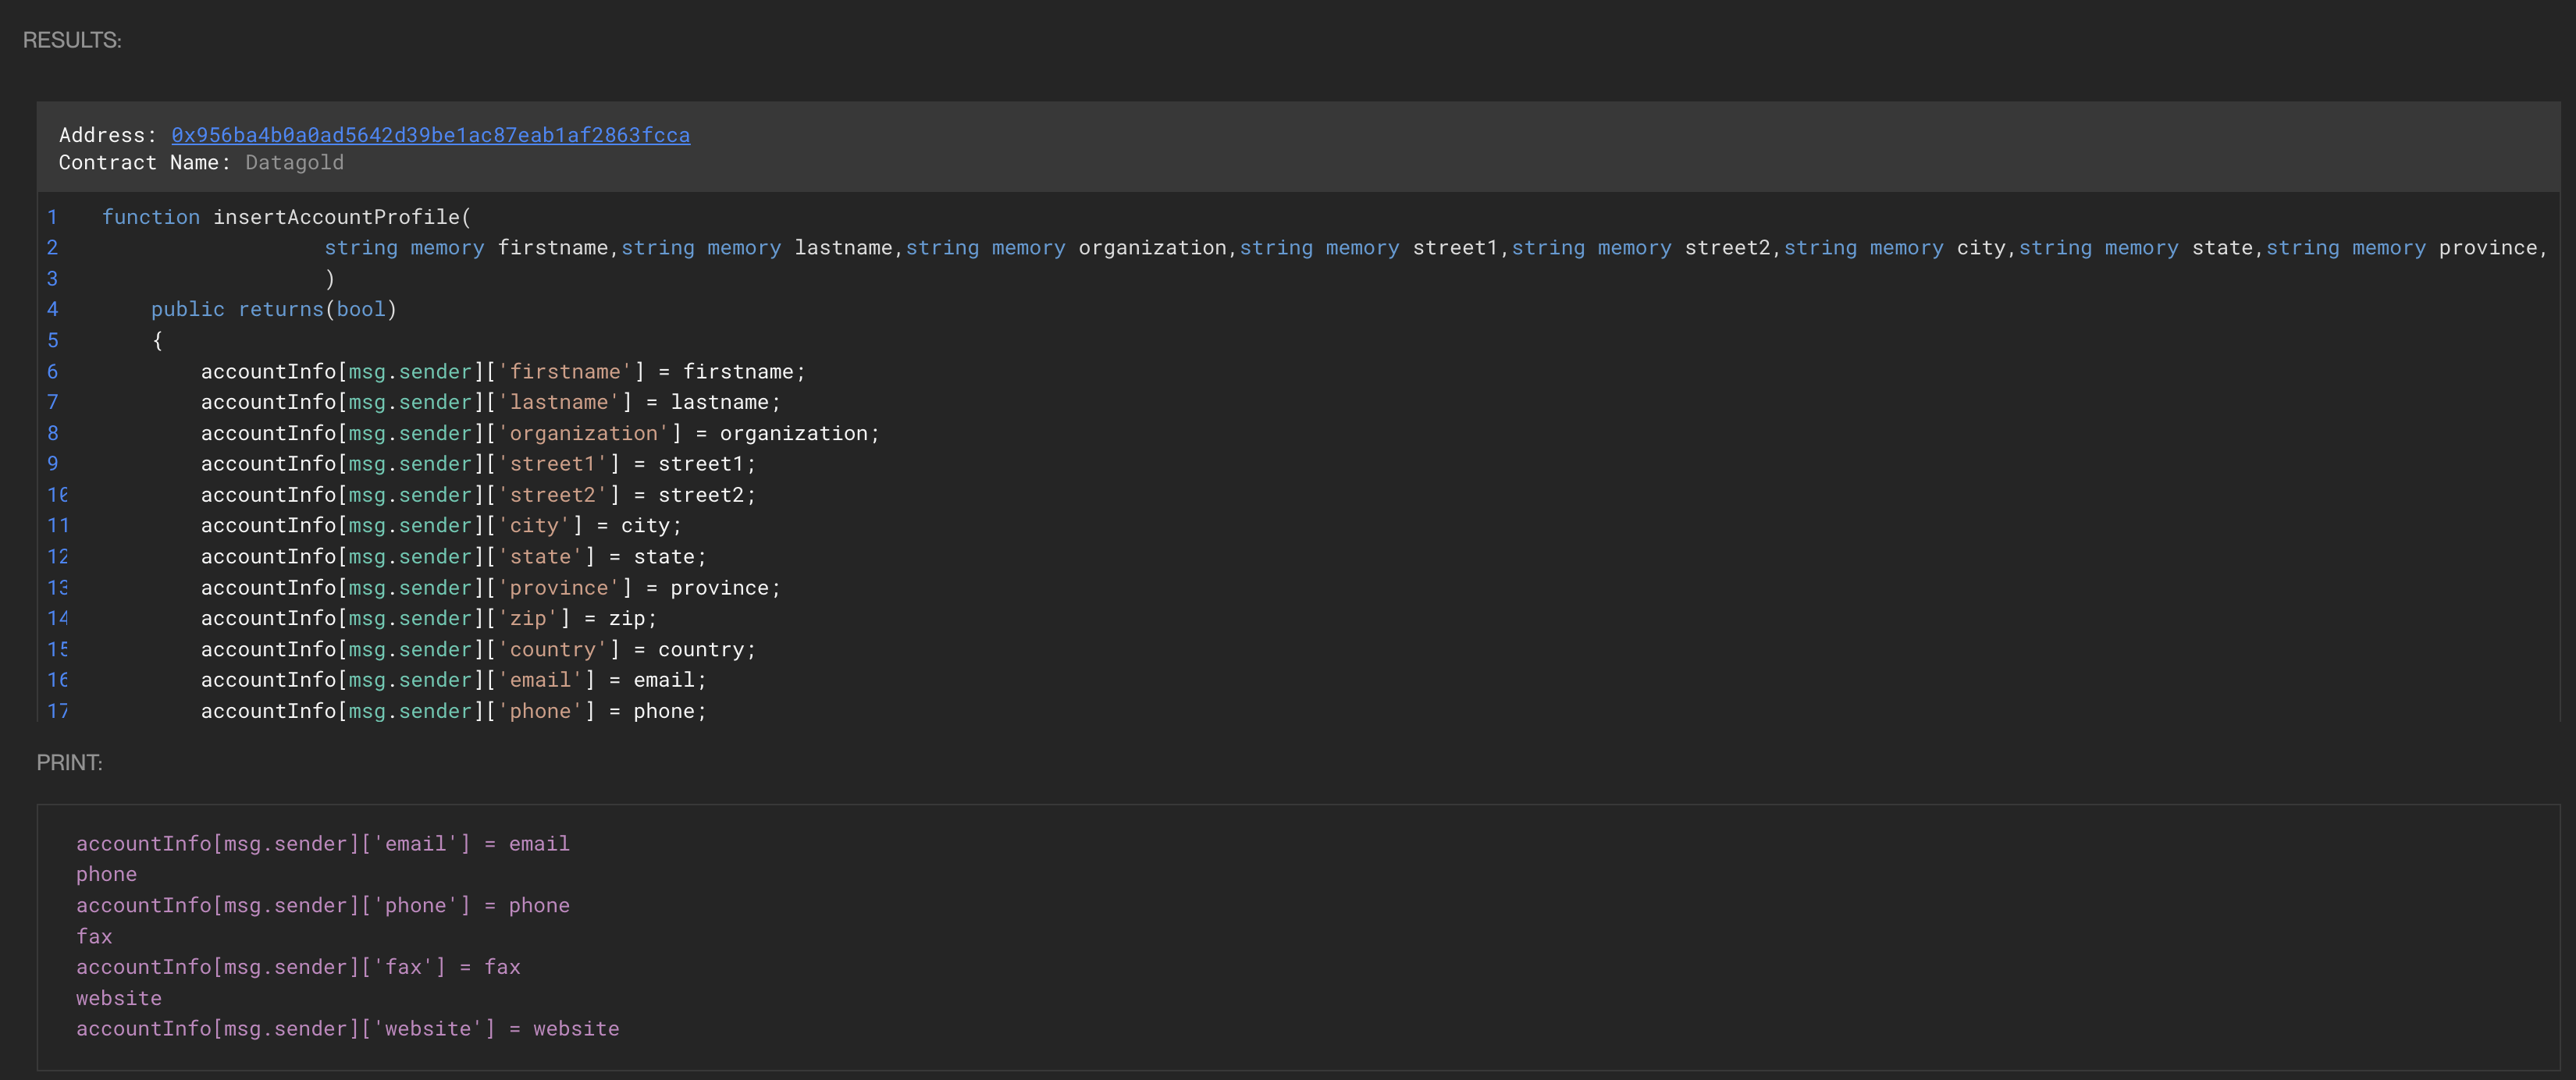 RESULTS:
Address: 0x956ba4b0a0ad5642d39be1ac87eab1af2863fcca
Contract Name: Datagold
1 function insertAccountProfile(
2 string memory firstname,string memory lastname,string memory organization,string memory street1,string memory street2,string memory city,string memory state,string memory province,
3 )
4 public returns(bool)
5 {
6 accountInfo[msg.sender]['firstname'] = firstname;
7 accountInfo[msg.sender]['lastname'] = lastname;
8 accountInfo[msg.sender]['organization'] = organization;
9 accountInfo[msg.sender]['street1'] = street1;
10 accountInfo[msg.sender]['street2'] = street2;
11 accountInfo[msg.sender]['city'] = city;
12 accountInfo[msg.sender]['state'] = state;
13 accountInfo[msg.sender]['province'] = province;
14 accountInfo[msg.sender]['zip'] = zip;
15 accountInfo[msg.sender]['country'] = country;
16 accountInfo[msg.sender]['email'] = email;
17 accountInfo[msg.sender]['phone'] = phone;
PRINT:
accountInfo[msg.sender]['email'] = email
phone
accountInfo[msg.sender]['phone'] = phone
fax
accountInfo[msg.sender]['fax'] = fax
website
accountInfo[msg.sender]['website'] = website